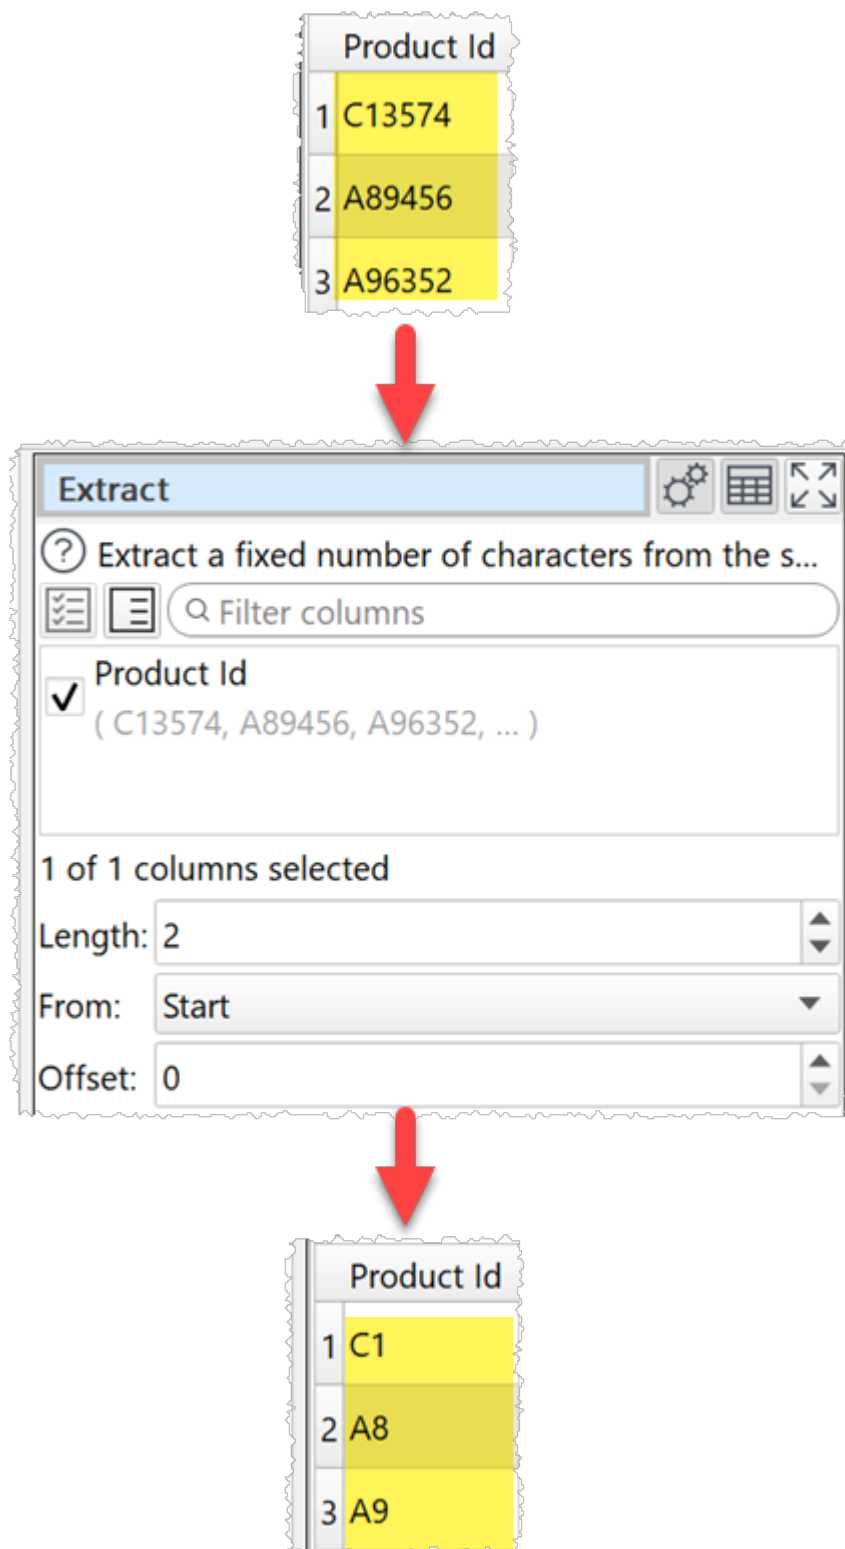 Product Id
1 C13574
2 A89456
3 A96352
Extract
? Extract a fixed number of characters from the s...
Filter columns
Product Id
( C13574, A89456, A96352, ... )
1 of 1 columns selected
Length: 2
From: Start
Offset: 0
Product Id
1 C1
2 A8
3 A9